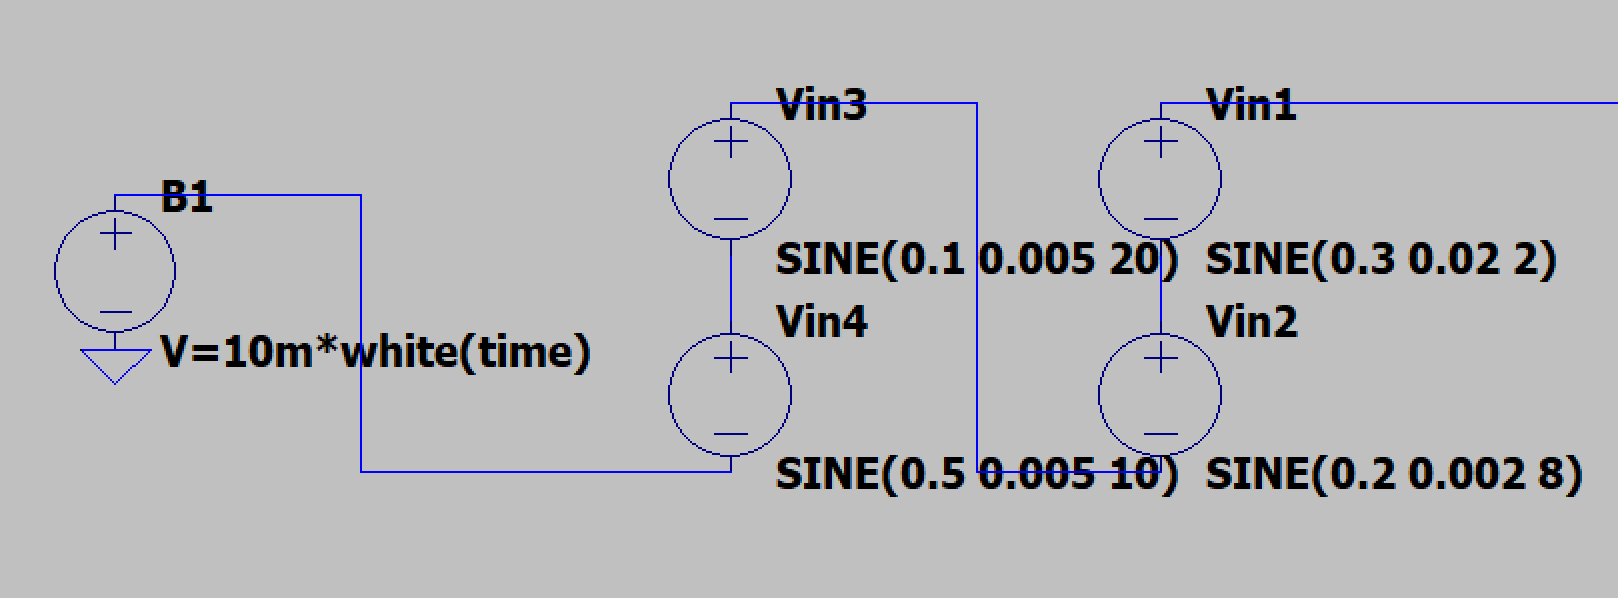 B1
V=10m*white(time)
Vin3
SINE(0.1 0.005 20)
Vin4
SINE(0.5 0.005 10)
Vin1
SINE(0.3 0.02 2)
Vin2
SINE(0.2 0.002 8)